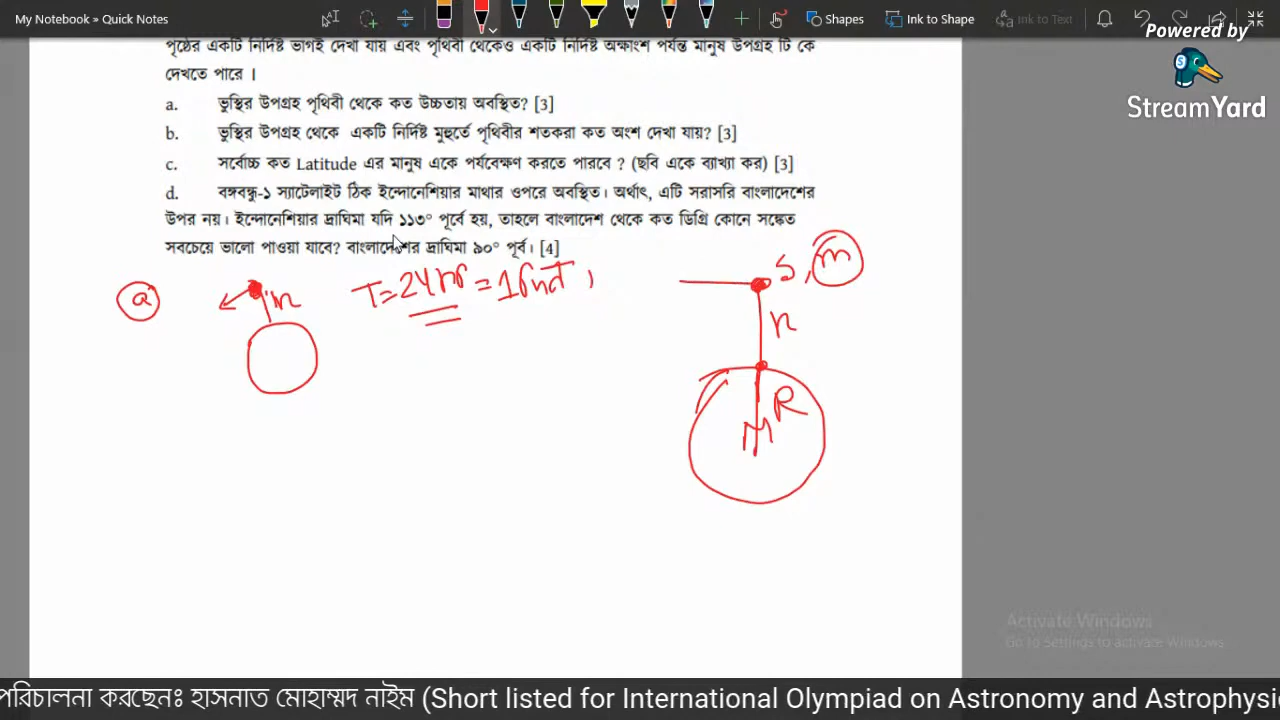 My Notebook » Quick Notes
Shapes
Ink to Shape
Ink to Text
Powered by
StreamYard
পৃষ্ঠের একটি নির্দিষ্ট ভাগই দেখা যায় এবং পৃথিবী থেকেও একটি নির্দিষ্ট অক্ষাংশ পর্যন্ত মানুষ উপগ্রহ টি কে
দেখতে পারে ।
a. ভুস্থির উপগ্রহ পৃথিবী থেকে কত উচ্চতায় অবস্থিত? [3]
b. ভুস্থির উপগ্রহ থেকে একটি নির্দিষ্ট মুহুর্তে পৃথিবীর শতকরা কত অংশ দেখা যায়? [3]
c. সর্বোচ্চ কত Latitude এর মানুষ একে পর্যবেক্ষণ করতে পারবে ? (ছবি একে ব্যাখ্যা কর) [3]
d. বঙ্গবন্ধু-১ স্যাটেলাইট ঠিক ইন্দোনেশিয়ার মাথার ওপরে অবস্থিত। অর্থাৎ, এটি সরাসরি বাংলাদেশের
উপর নয়। ইন্দোনেশিয়ার দ্রাঘিমা যদি ১১৩° পূর্বে হয়, তাহলে বাংলাদেশ থেকে কত ডিগ্রি কোনে সঙ্কেত
সবচেয়ে ভালো পাওয়া যাবে? বাংলাদেশের দ্রাঘিমা ৯০° পূর্ব। [4]
a
h
T = 24 hr =
S, m
h
R
M
Activate Windows
Go to Settings to activate Windows.
পরিচালনা করছেনঃ হাসনাত মোহাম্মদ নাইম (Short listed for International Olympiad on Astronomy and Astrophysi